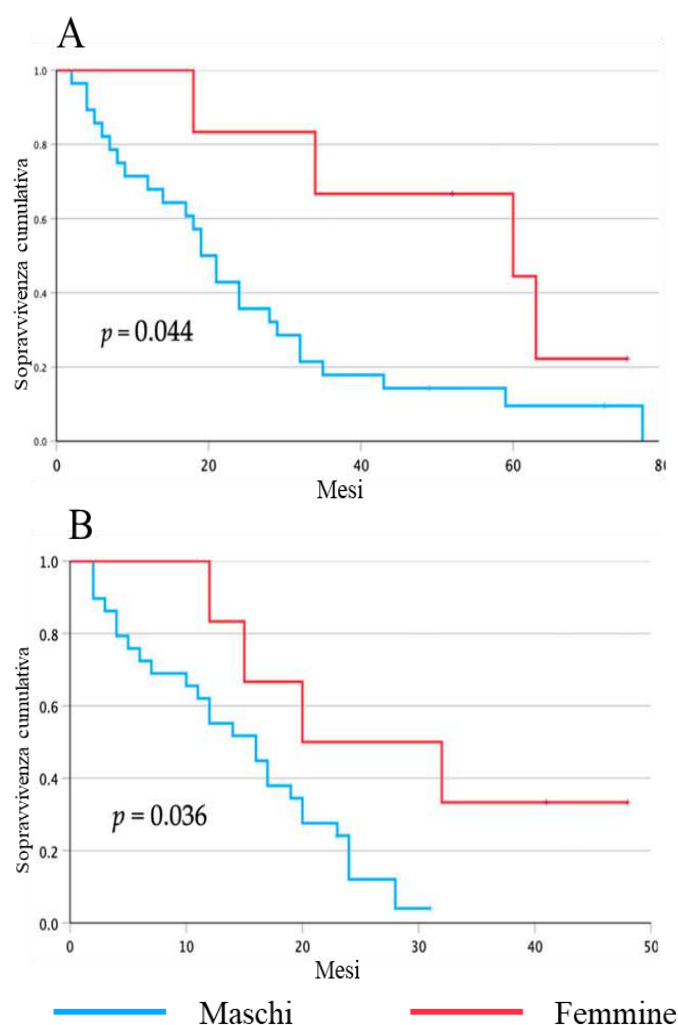 A
1.0
0.8
0.6
0.4
0.2
0.0
Sopravvivenza cumulativa
p = 0.044
0 20 40 60 80
Mesi
B
1.0
0.8
0.6
0.4
0.2
0.0
Sopravvivenza cumulativa
p = 0.036
0 10 20 30 40 50
Mesi
Maschi Femmine